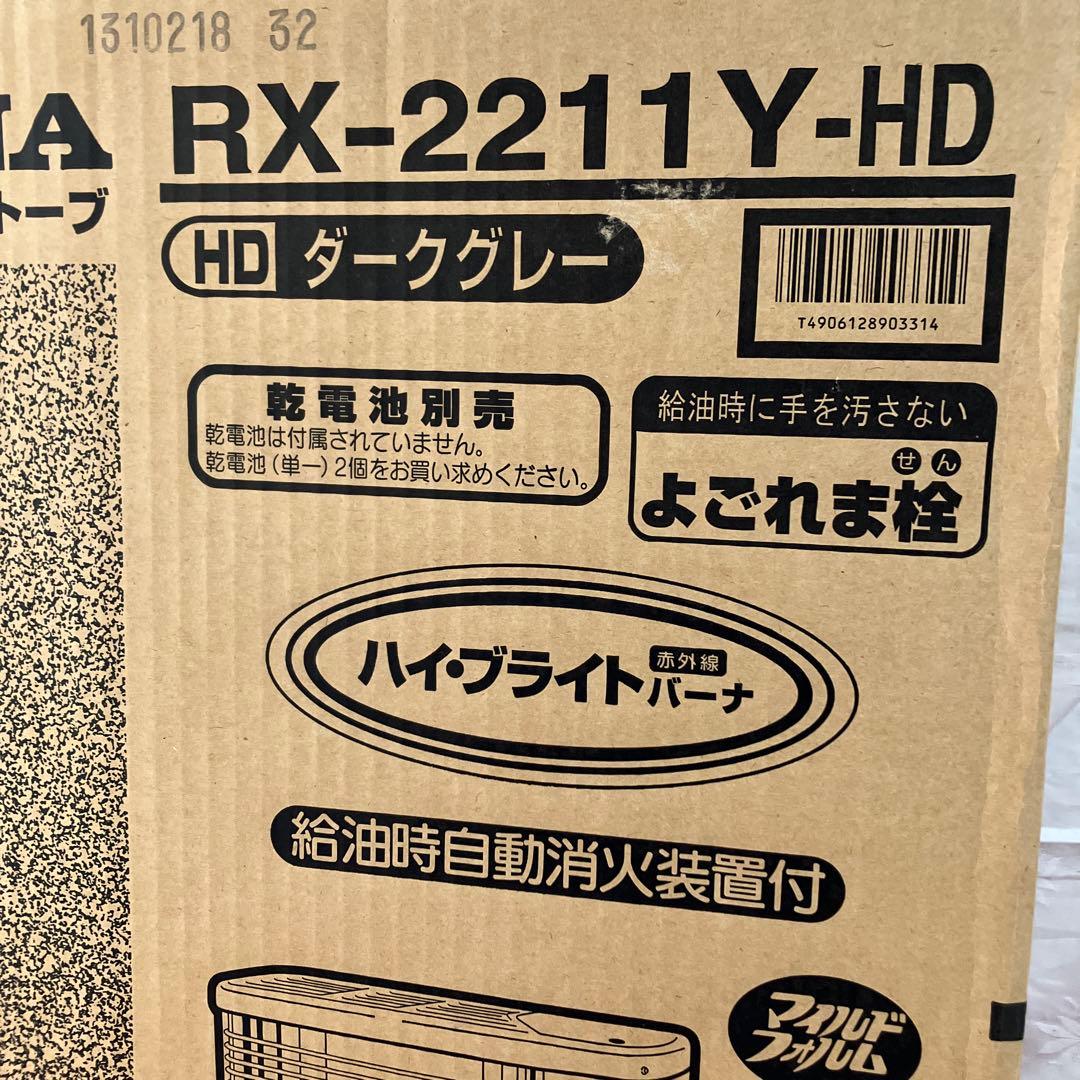 1310218 32
NA
RX-2211Y-HD
トーブ
HD ダークグレー
T4906128903314
乾電池別売
乾電池は付属されていません。
乾電池(単一)2個をお買い求めください。
給油時に手を汚さない
せん
よごれま栓
ハイ・ブライト赤外線バーナ
給油時自動消火装置付
マイルド
フォルム